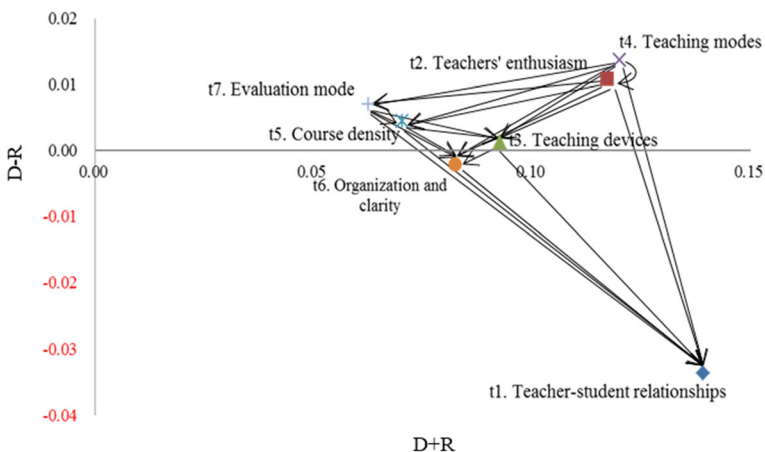 0.02
t4. Teaching modes
t2. Teachers' enthusiasm
0.01
t7. Evaluation mode
t5. Course density
t3. Teaching devices
0.00
0.00
0.05
0.10
0.15
D-R
t6. Organization and
clarity
-0.01
-0.02
-0.03
t1. Teacher-student relationships
-0.04
D+R